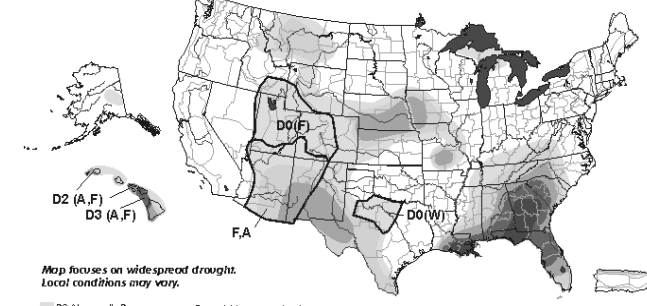 D0(F)
D2 (A,F)
D3 (A,F)
D0(W)
F,A
Map focuses on widespread drought.
Local conditions may vary.